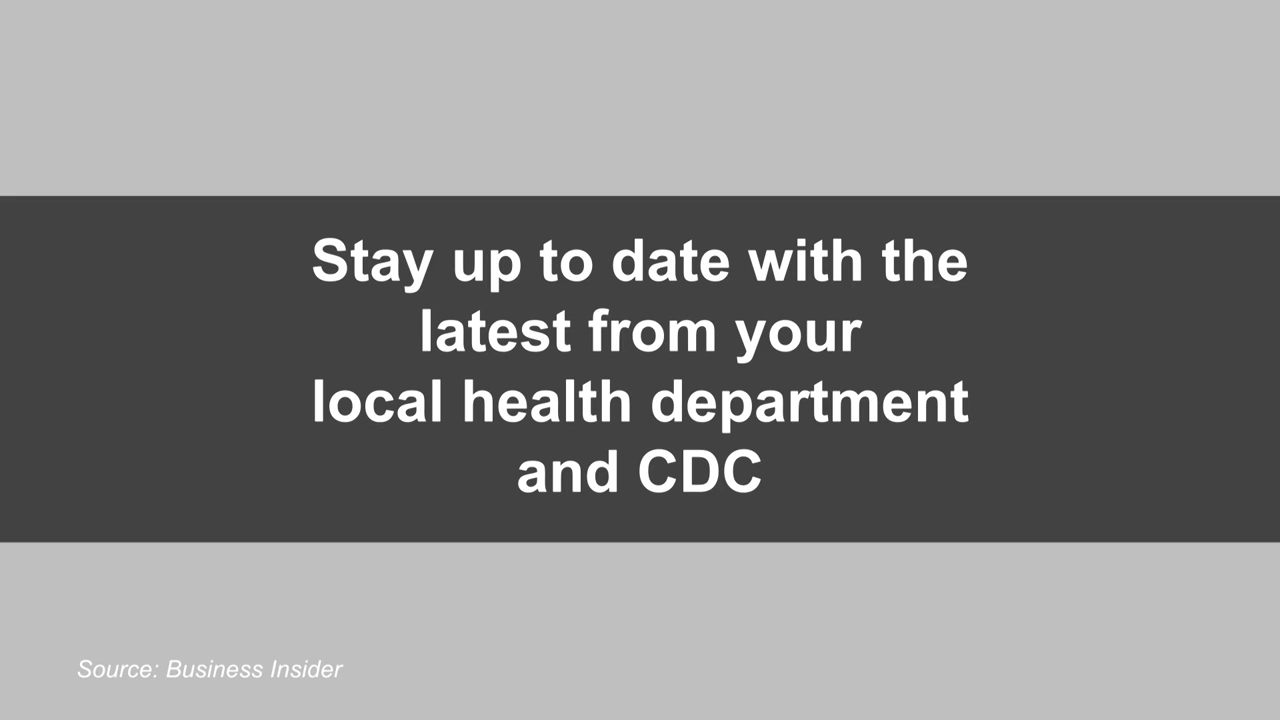 Stay up to date with the
latest from your
local health department
and CDC
Source: Business Insider